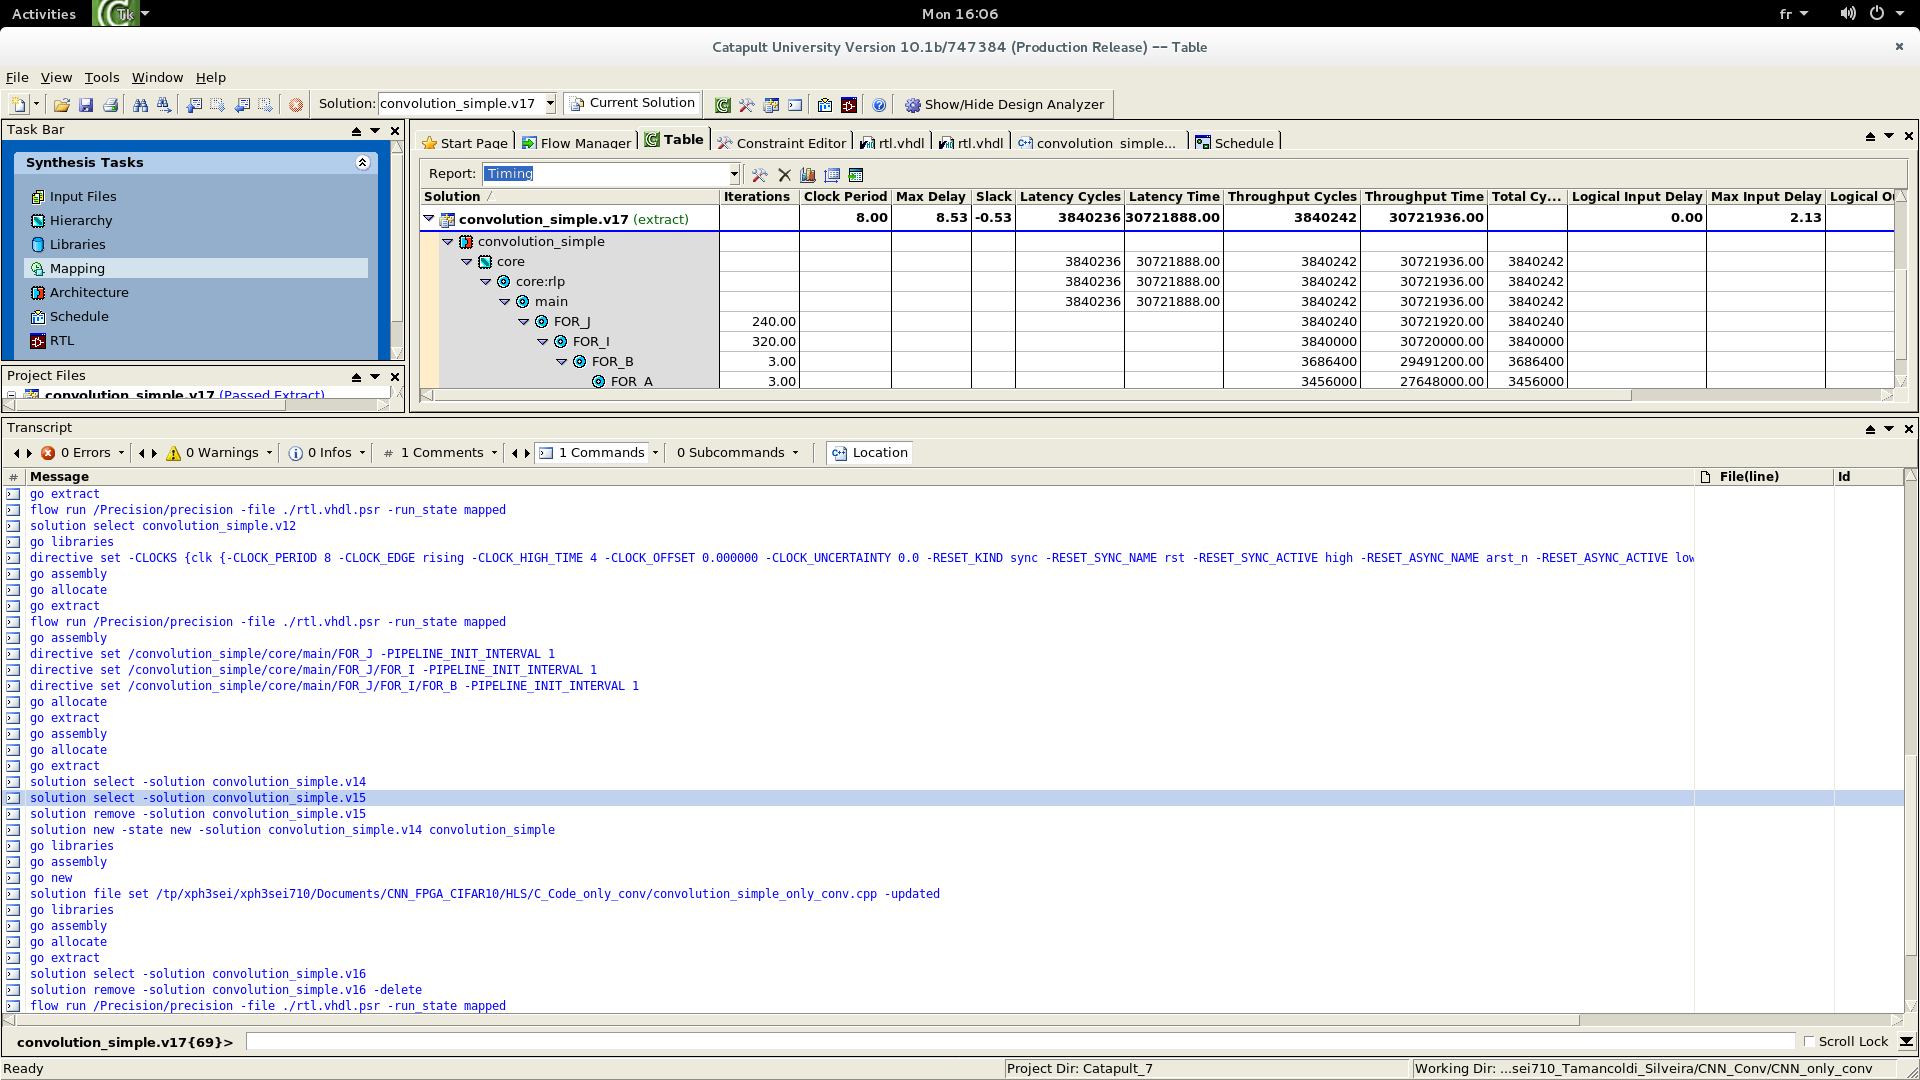 Activities Tk Mon 16:06 fr
Catapult University Version 10.1b/747384 (Production Release) -- Table
File View Tools Window Help
Solution: convolution_simple.v17 Current Solution Show/Hide Design Analyzer
Task Bar
Synthesis Tasks
Input Files
Hierarchy
Libraries
Mapping
Architecture
Schedule
RTL
Project Files
convolution_simple.v17 (Passed Extract)
Start Page Flow Manager Table Constraint Editor rtl.vhdl rtl.vhdl convolution_simple... Schedule
Report: Timing
Solution Iterations Clock Period Max Delay Slack Latency Cycles Latency Time Throughput Cycles Throughput Time Total Cy... Logical Input Delay Max Input Delay Logical O
convolution_simple.v17 (extract) 8.00 8.53 -0.53 3840236 30721888.00 3840242 30721936.00 0.00 2.13
convolution_simple
core 3840236 30721888.00 3840242 30721936.00 3840242
core:rlp 3840236 30721888.00 3840242 30721936.00 3840242
main 3840236 30721888.00 3840242 30721936.00 3840242
FOR_J 240.00 3840240 30721920.00 3840240
FOR_I 320.00 3840000 30720000.00 3840000
FOR_B 3.00 3686400 29491200.00 3686400
FOR_A 3.00 3456000 27648000.00 3456000
Transcript
0 Errors 0 Warnings 0 Infos # 1 Comments 1 Commands 0 Subcommands Location
# Message File(line) Id
go extract
flow run /Precision/precision -file ./rtl.vhdl.psr -run_state mapped
solution select convolution_simple.v12
go libraries
directive set -CLOCKS {clk {-CLOCK_PERIOD 8 -CLOCK_EDGE rising -CLOCK_HIGH_TIME 4 -CLOCK_OFFSET 0.000000 -CLOCK_UNCERTAINTY 0.0 -RESET_KIND sync -RESET_SYNC_NAME rst -RESET_SYNC_ACTIVE high -RESET_ASYNC_NAME arst_n -RESET_ASYNC_ACTIVE low
go assembly
go allocate
go extract
flow run /Precision/precision -file ./rtl.vhdl.psr -run_state mapped
go assembly
directive set /convolution_simple/core/main/FOR_J -PIPELINE_INIT_INTERVAL 1
directive set /convolution_simple/core/main/FOR_J/FOR_I -PIPELINE_INIT_INTERVAL 1
directive set /convolution_simple/core/main/FOR_J/FOR_I/FOR_B -PIPELINE_INIT_INTERVAL 1
go allocate
go extract
go assembly
go allocate
go extract
solution select -solution convolution_simple.v14
solution select -solution convolution_simple.v15
solution remove -solution convolution_simple.v15
solution new -state new -solution convolution_simple.v14 convolution_simple
go libraries
go assembly
go new
solution file set /tp/xph3sei/xph3sei710/Documents/CNN_FPGA_CIFAR10/HLS/C_Code_only_conv/convolution_simple_only_conv.cpp -updated
go libraries
go assembly
go allocate
go extract
solution select -solution convolution_simple.v16
solution remove -solution convolution_simple.v16 -delete
flow run /Precision/precision -file ./rtl.vhdl.psr -run_state mapped
convolution_simple.v17{69}> Scroll Lock
Ready Project Dir: Catapult_7 Working Dir: ...sei710_Tamancoldi_Silveira/CNN_Conv/CNN_only_conv